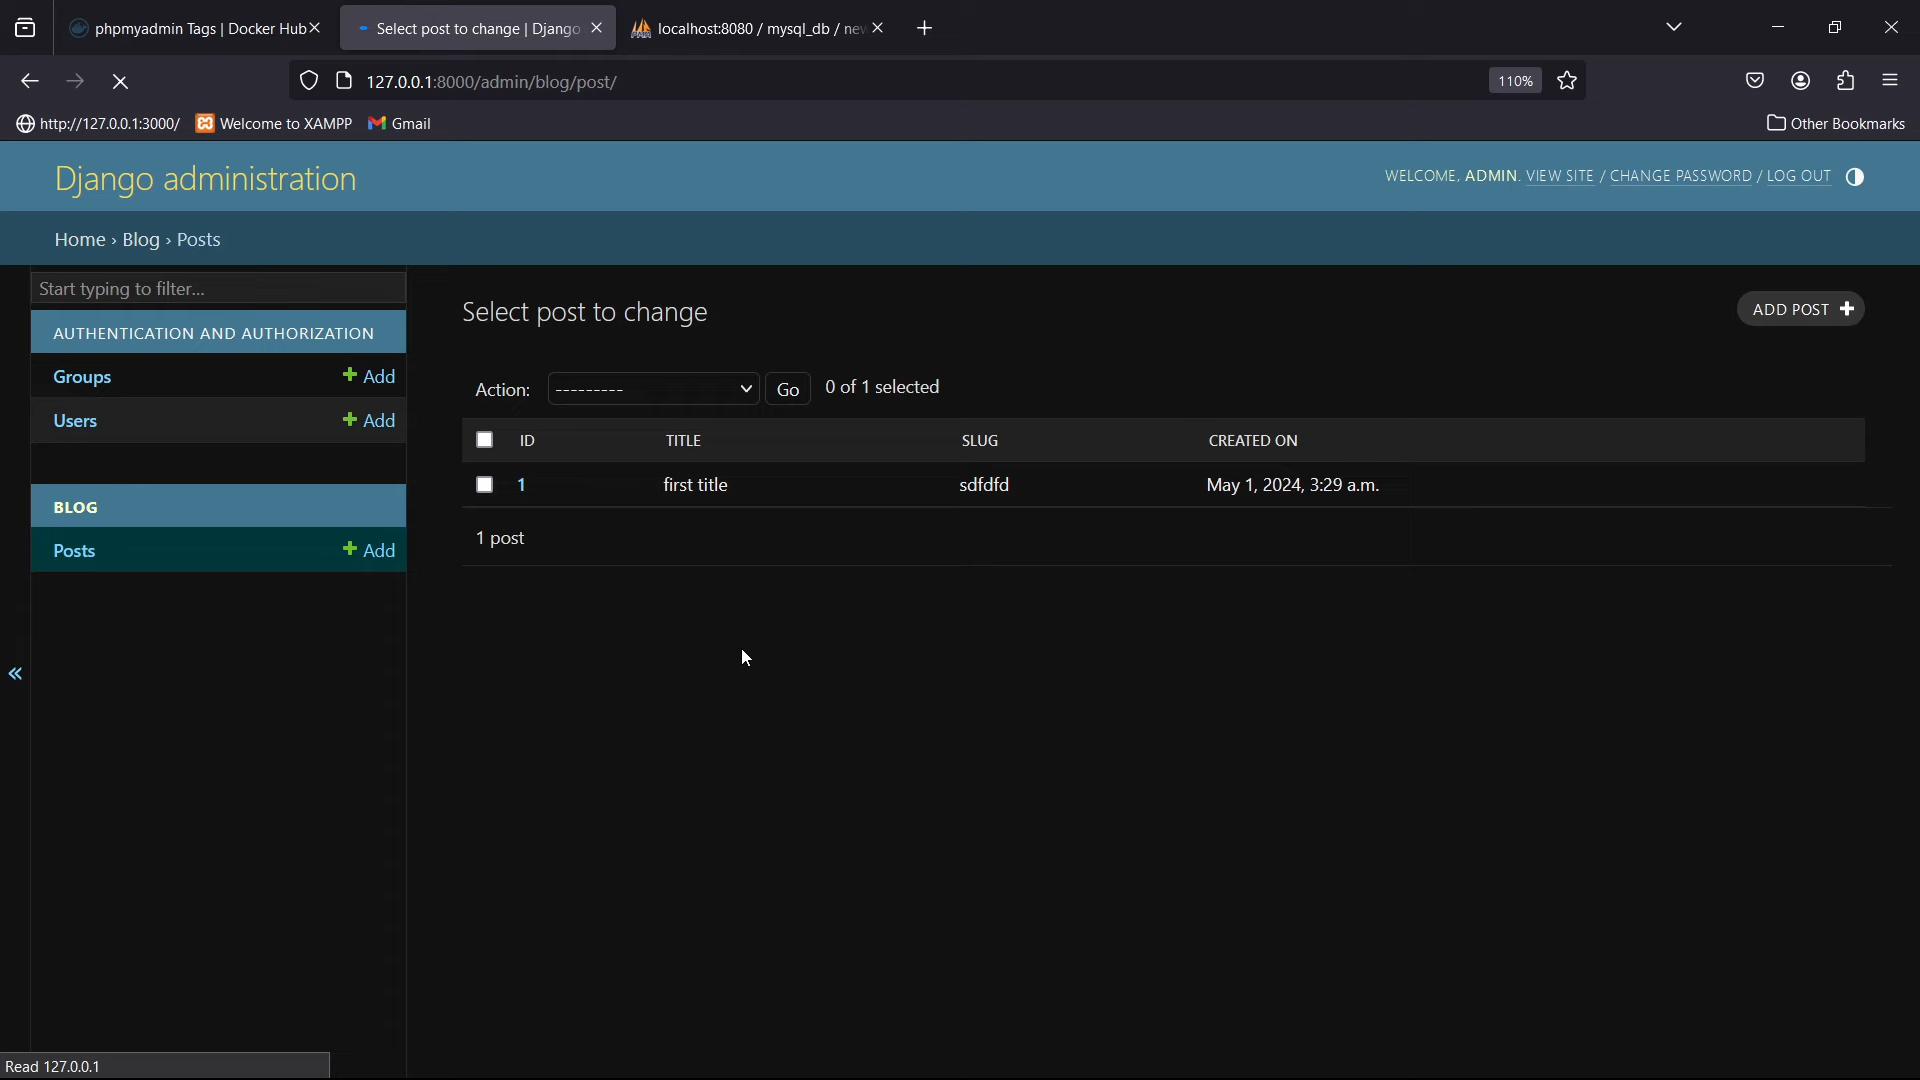 phpmyadmin Tags | Docker Hub
Select post to change | Django
localhost:8080 / mysql_db / nev
127.0.0.1:8000/admin/blog/post/
110%
http://127.0.0.1:3000/
Welcome to XAMPP
Gmail
Other Bookmarks
Django administration
WELCOME, ADMIN. VIEW SITE / CHANGE PASSWORD / LOG OUT
Home › Blog › Posts
Start typing to filter...
AUTHENTICATION AND AUTHORIZATION
Groups + Add
Users + Add
BLOG
Posts + Add
«
Select post to change
ADD POST +
Action: --------- Go 0 of 1 selected
ID TITLE SLUG CREATED ON
1 first title sdfdfd May 1, 2024, 3:29 a.m.
1 post
Read 127.0.0.1